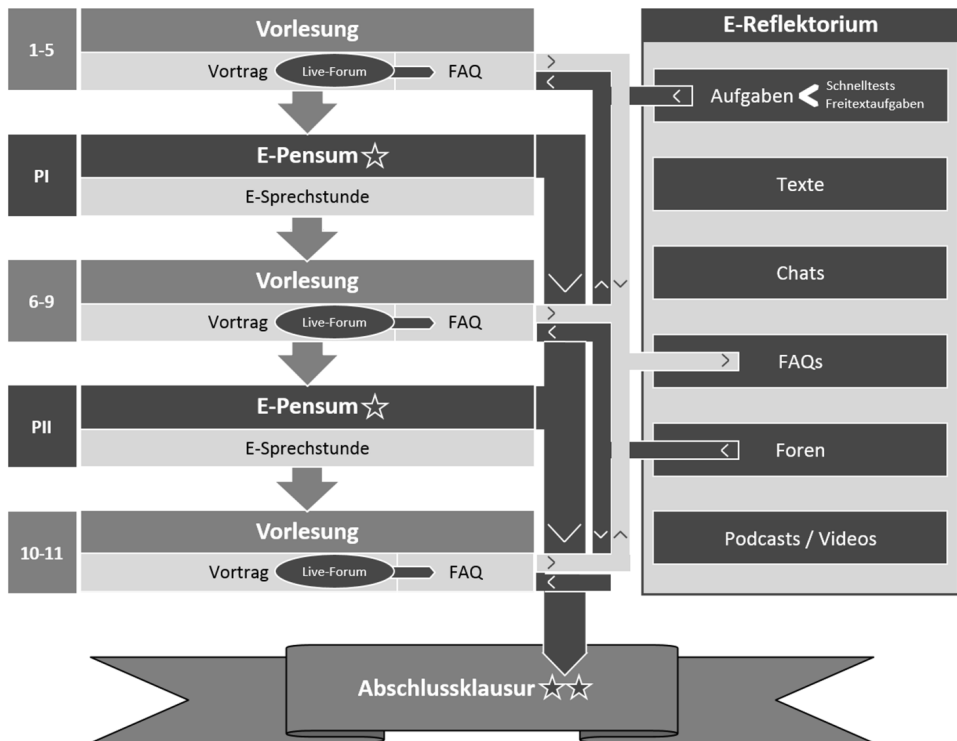 1-5
Vorlesung
Vortrag Live-Forum FAQ
PI
E-Pensum
E-Sprechstunde
6-9
Vorlesung
Vortrag Live-Forum FAQ
PII
E-Pensum
E-Sprechstunde
10-11
Vorlesung
Vortrag Live-Forum FAQ
E-Reflektorium
Aufgaben
Schnelltests
Freitextaufgaben
Texte
Chats
FAQs
Foren
Podcasts / Videos
Abschlussklausur